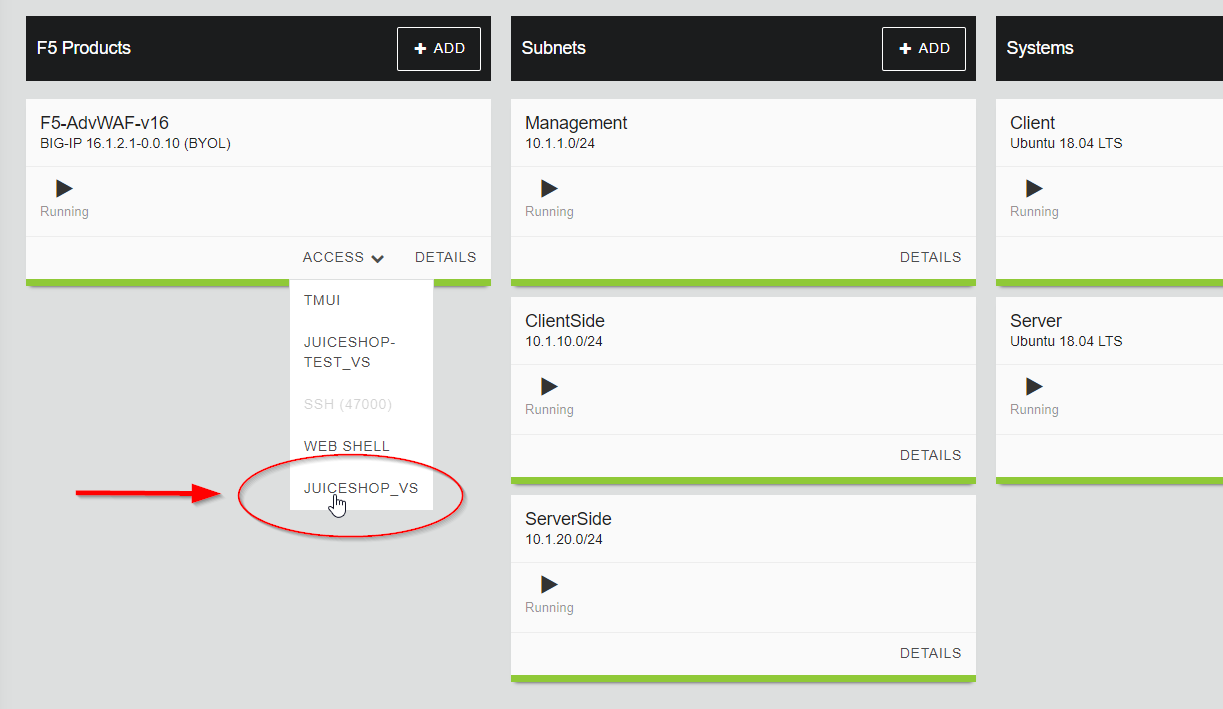 F5 Products
ADD
F5-AdvWAF-v16
BIG-IP 16.1.2.1-0.0.10 (BYOL)
Running
ACCESS
DETAILS
TMUI
JUICESHOP-
TEST_VS
SSH (47000)
WEB SHELL
JUICESHOP_VS
Subnets
ADD
Management
10.1.1.0/24
Running
DETAILS
ClientSide
10.1.10.0/24
Running
DETAILS
ServerSide
10.1.20.0/24
Running
DETAILS
Systems
Client
Ubuntu 18.04 LTS
Running
Server
Ubuntu 18.04 LTS
Running